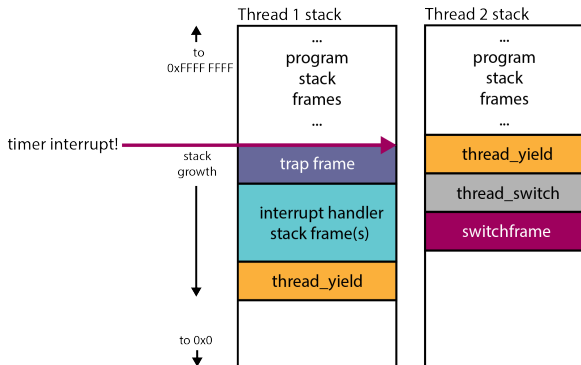 Thread 1 stack
Thread 2 stack
to
0xFFFF FFFF
...
program
stack
frames
...
...
program
stack
frames
...
timer interrupt!
stack
growth
trap frame
interrupt handler
stack frame(s)
thread_yield
thread_yield
thread_switch
switchframe
to 0x0